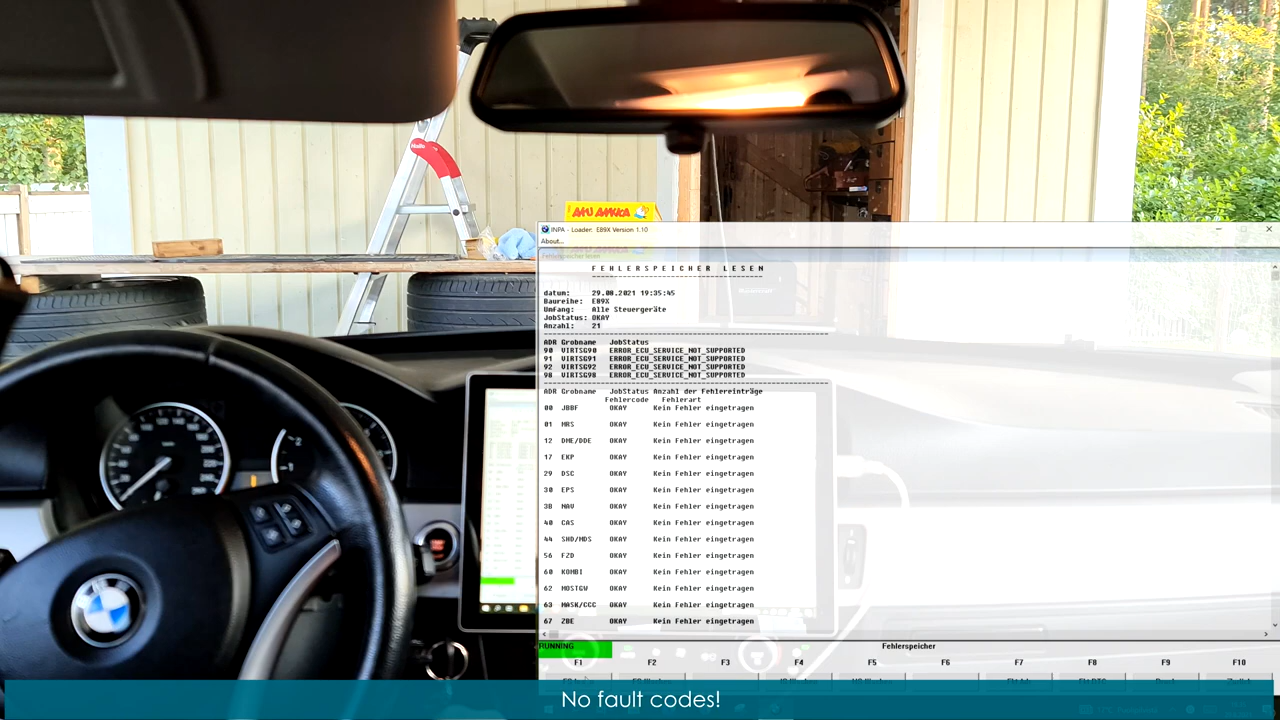 AKU ANKKA
INPA - Loader: E89X Version 1.10
About...
Fehlerspeicher lesen
F E H L E R S P E I C H E R   L E S E N
datum: 29.08.2021 19:35:45
Baureihe: E89X
Umfang: Alle Steuergeräte
JobStatus: OKAY
Anzahl: 21
ADR Grobname JobStatus
90 VIRTSG90 ERROR_ECU_SERVICE_NOT_SUPPORTED
91 VIRTSG91 ERROR_ECU_SERVICE_NOT_SUPPORTED
92 VIRTSG92 ERROR_ECU_SERVICE_NOT_SUPPORTED
98 VIRTSG98 ERROR_ECU_SERVICE_NOT_SUPPORTED
ADR Grobname JobStatus Anzahl der Fehlereinträge
Fehlercode Fehlerart
00 JBBF OKAY Kein Fehler eingetragen
01 MRS OKAY Kein Fehler eingetragen
12 DME/DDE OKAY Kein Fehler eingetragen
17 EKP OKAY Kein Fehler eingetragen
29 DSC OKAY Kein Fehler eingetragen
30 EPS OKAY Kein Fehler eingetragen
3B NAV OKAY Kein Fehler eingetragen
40 CAS OKAY Kein Fehler eingetragen
44 SHD/MDS OKAY Kein Fehler eingetragen
56 FZD OKAY Kein Fehler eingetragen
60 KOMBI OKAY Kein Fehler eingetragen
62 MOSTGW OKAY Kein Fehler eingetragen
63 MASK/CCC OKAY Kein Fehler eingetragen
67 ZBE OKAY Kein Fehler eingetragen
RUNNING Fehlerspeicher
F1 F2 F3 F4 F5 F6 F7 F8 F9 F10
BMW
No fault codes!